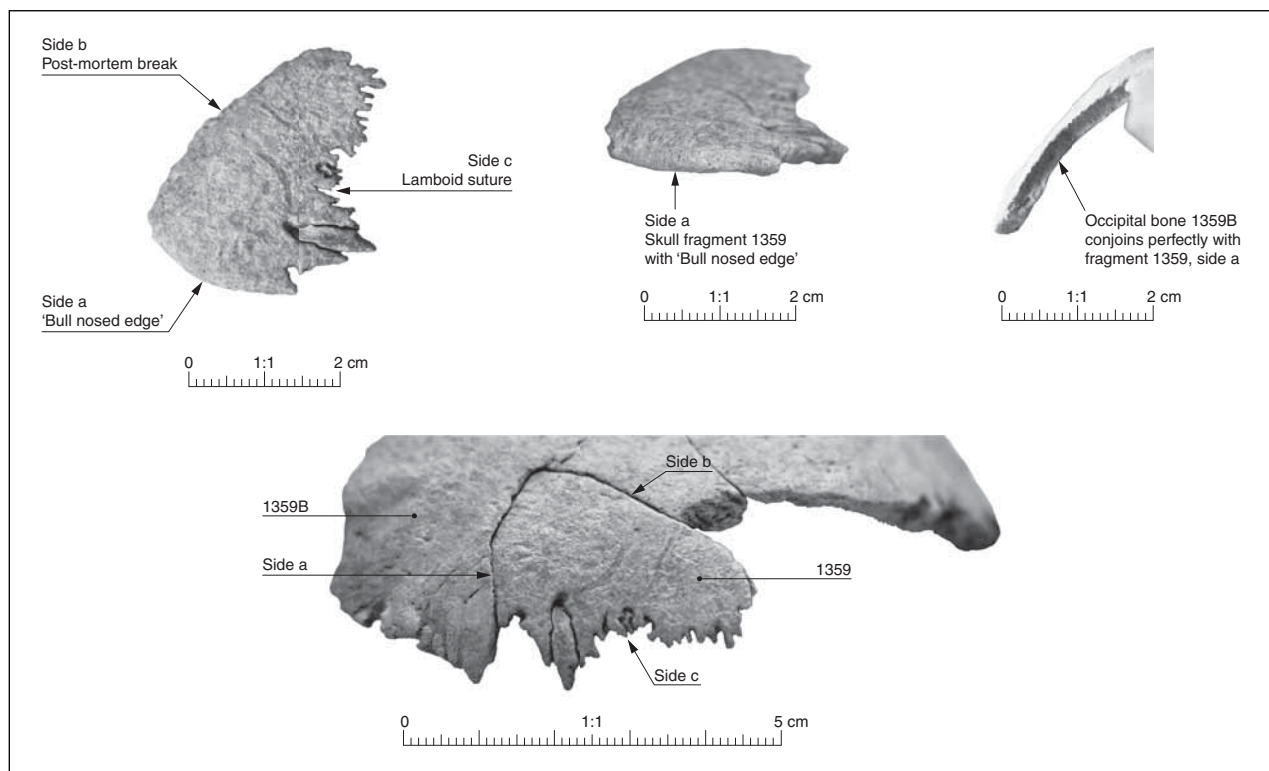 Side b
Post-mortem break
Side c
Lamboid suture
Side a
'Bull nosed edge'
0 1:1 2 cm
Side a
Skull fragment 1359
with 'Bull nosed edge'
0 1:1 2 cm
Occipital bone 1359B
conjoins perfectly with
fragment 1359, side a
0 1:1 2 cm
Side b
1359B
Side a
1359
Side c
0 1:1 5 cm